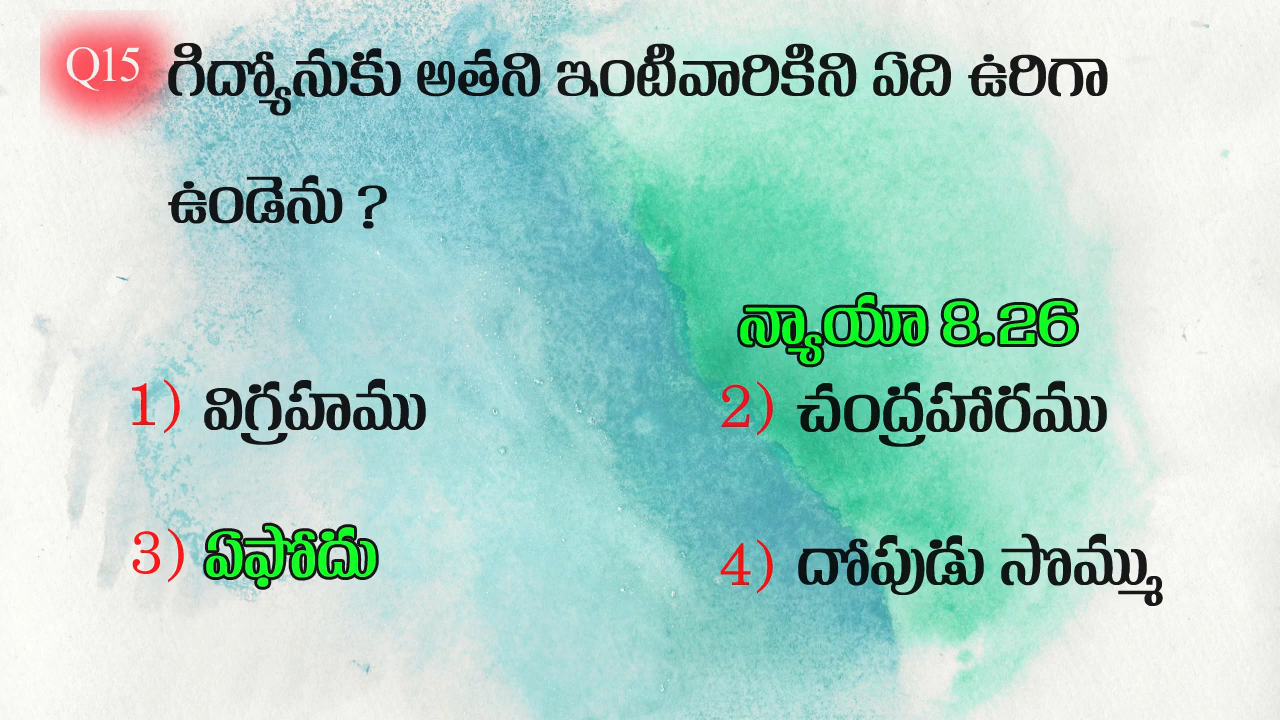 Q15 గిద్యోనుకు అతని ఇంటివారికిని ఏది ఉరిగా
ఉండెను ?
న్యాయా 8.26
1) విగ్రహము
2) చంద్రహారము
3) ఏఫోదు
4) దోపుడు సొమ్ము